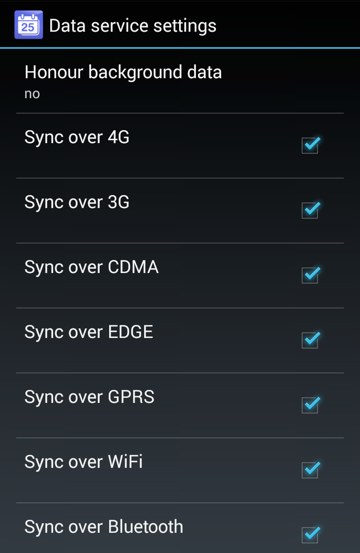 25
Data service settings
Honour background data
no
Sync over 4G
Sync over 3G
Sync over CDMA
Sync over EDGE
Sync over GPRS
Sync over WiFi
Sync over Bluetooth